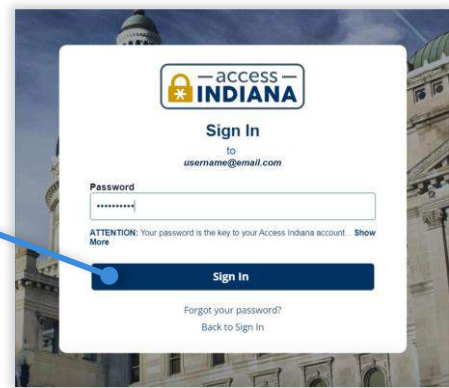 access
INDIANA
Sign In
to
username@email.com
Password
••••••••••
ATTENTION: Your password is the key to your Access Indiana account. Show
More
Sign In
Forgot your password?
Back to Sign In